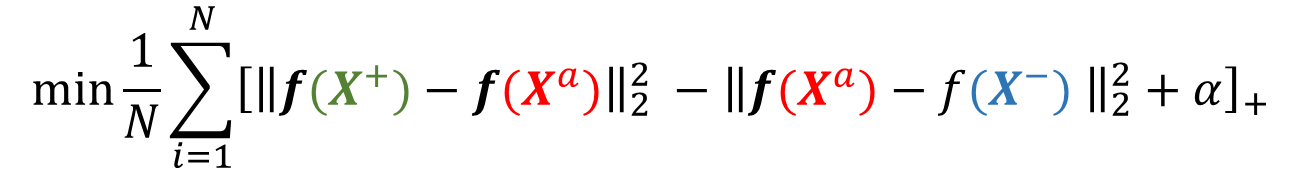 min 1/N ∑_{i=1}^{N} [‖f(X⁺) − f(Xᵃ)‖₂² − ‖f(Xᵃ) − f(X⁻) ‖₂² + α]₊